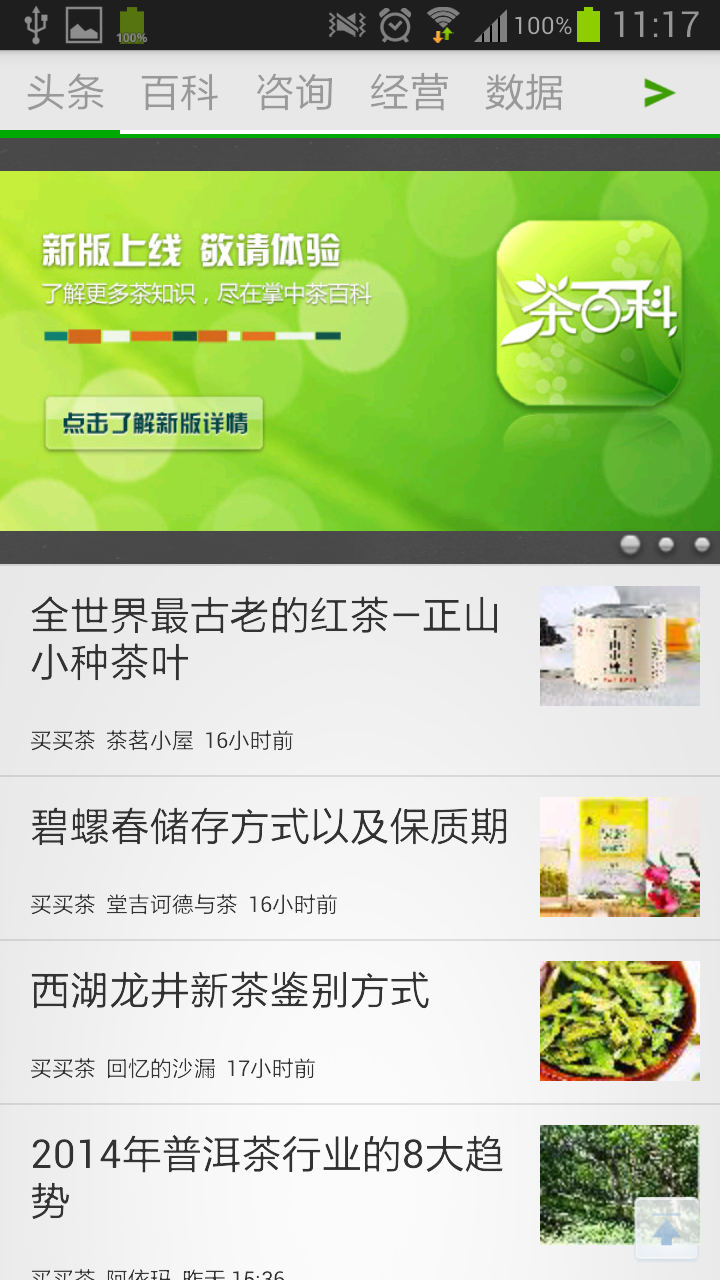 100%
100%
11:17
头条 百科 咨询 经营 数据
新版上线 敬请体验
了解更多茶知识，尽在掌中茶百科
茶百科
点击了解新版详情
全世界最古老的红茶—正山
小种茶叶
买买茶 茶茗小屋 16小时前
碧螺春储存方式以及保质期
买买茶 堂吉诃德与茶 16小时前
西湖龙井新茶鉴别方式
买买茶 回忆的沙漏 17小时前
2014年普洱茶行业的8大趋
势
买买茶 阿依玛 昨天 15:36